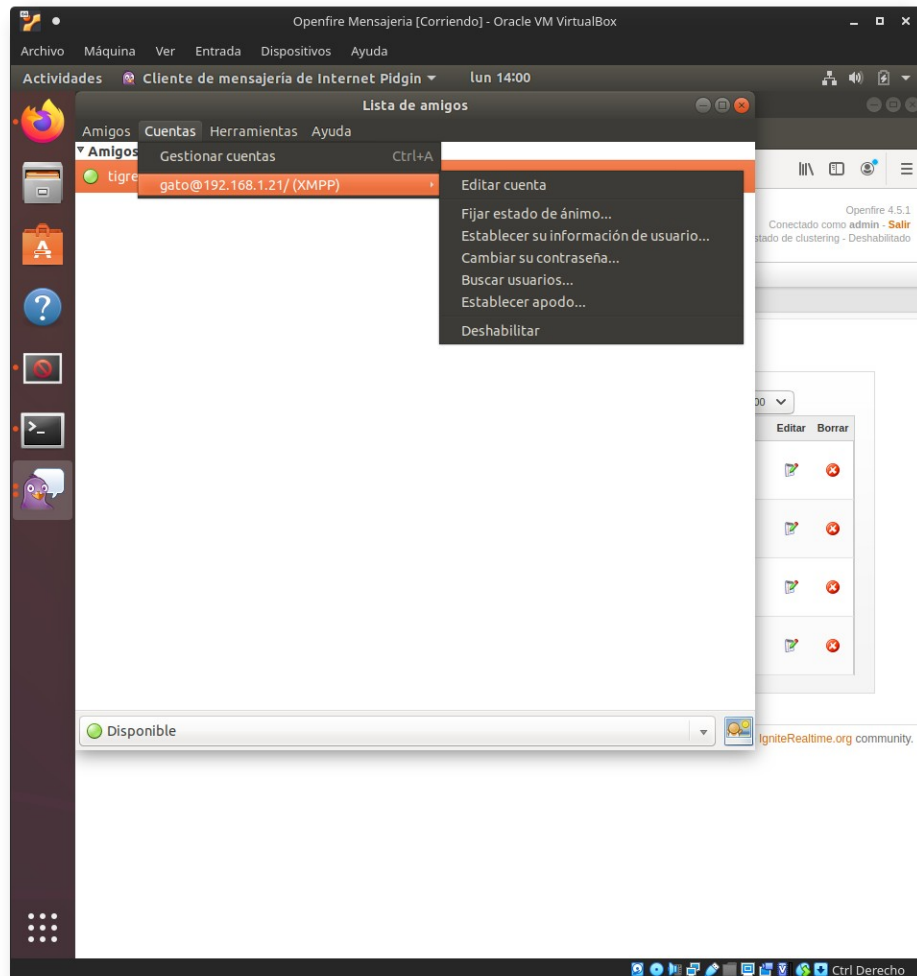 Openfire Mensajeria [Corriendo] - Oracle VM VirtualBox
Archivo Máquina Ver Entrada Dispositivos Ayuda
Actividades Cliente de mensajería de Internet Pidgin lun 14:00
Lista de amigos
Amigos Cuentas Herramientas Ayuda
Amigos
Gestionar cuentas Ctrl+A
tigre
gato@192.168.1.21/ (XMPP)
Editar cuenta
Fijar estado de ánimo...
Establecer su información de usuario...
Cambiar su contraseña...
Buscar usuarios...
Establecer apodo...
Deshabilitar
Openfire 4.5.1
Conectado como admin - Salir
stado de clustering - Deshabilitado
00
Editar Borrar
Disponible
IgniteRealtime.org community.
Ctrl Derecho